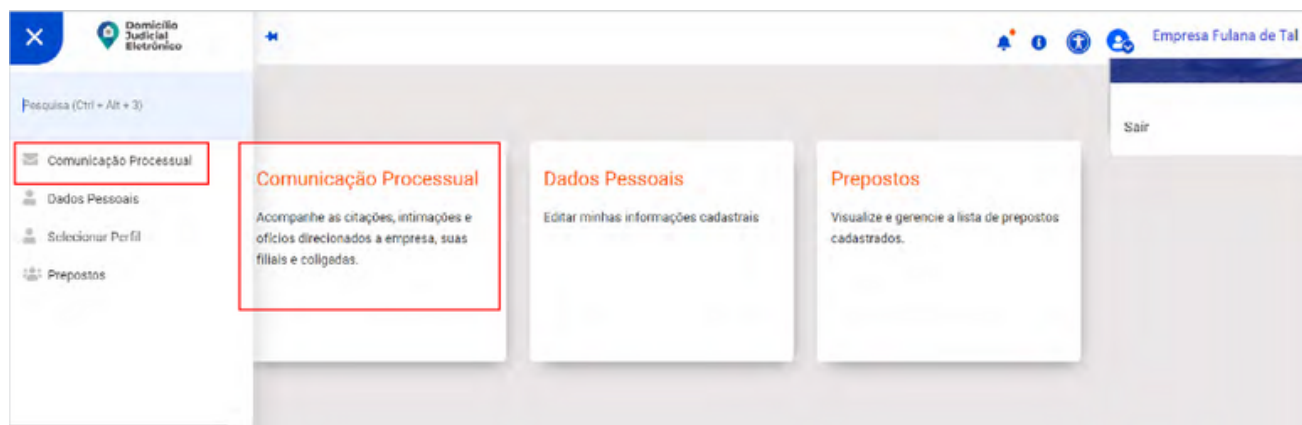 Domicílio
Judicial
Eletrônico
Empresa Fulana de Tal
Pesquisa (Ctrl + Alt + 3)
Sair
Comunicação Processual
Dados Pessoais
Selecionar Perfil
Prepostos
Comunicação Processual
Acompanhe as citações, intimações e
ofícios direcionados a empresa, suas
filiais e coligadas.
Dados Pessoais
Editar minhas informações cadastrais
Prepostos
Visualize e gerencie a lista de prepostos
cadastrados.